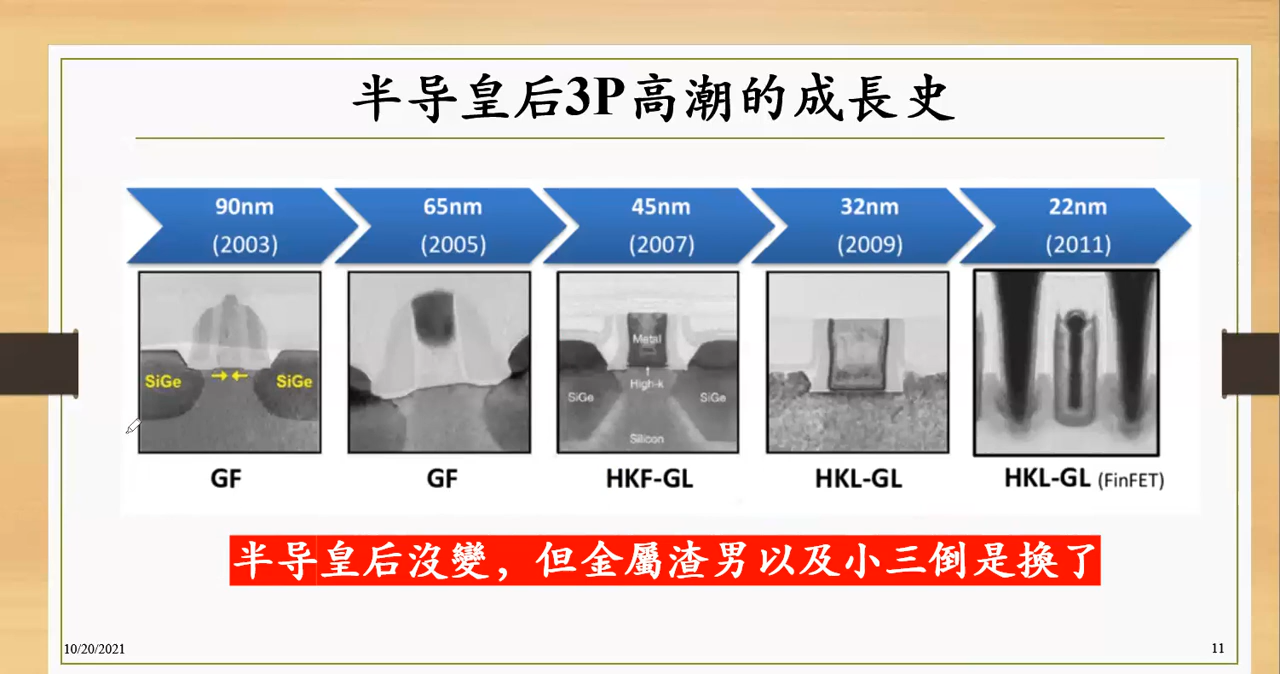 半导皇后3P高潮的成長史
90nm 65nm 45nm 32nm 22nm
(2003) (2005) (2007) (2009) (2011)
Metal
High-k
SiGe SiGe
SiGe SiGe
Silicon
GF GF HKF-GL HKL-GL HKL-GL (FinFET)
半导皇后沒變，但金屬渣男以及小三倒是換了
10/20/2021 11